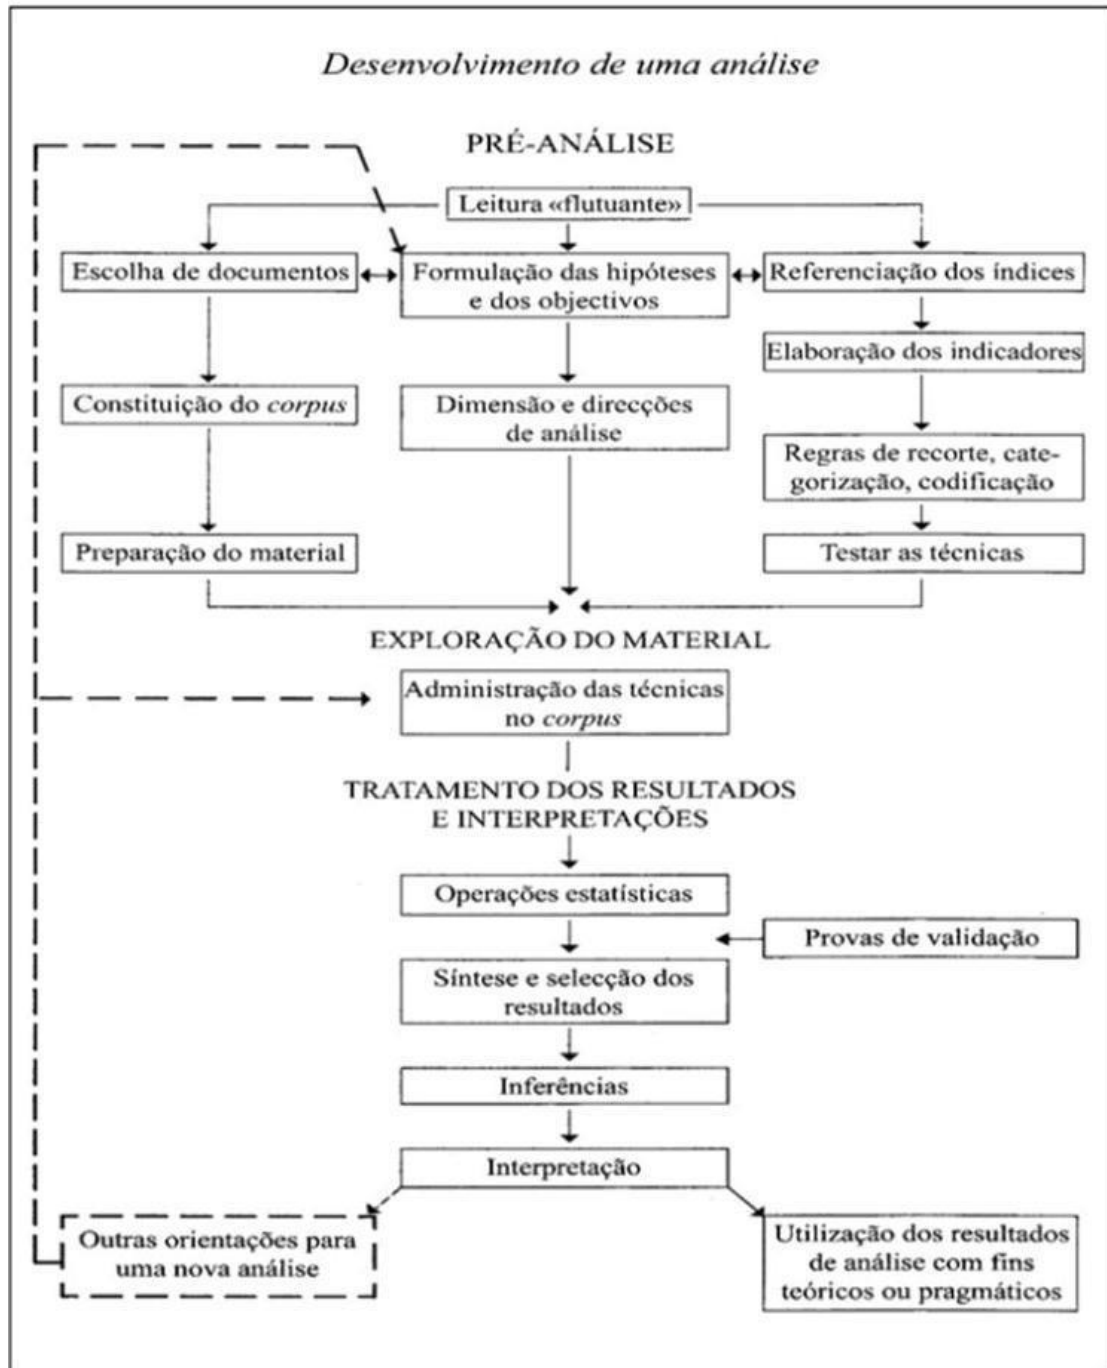 Desenvolvimento de uma análise
PRÉ-ANÁLISE
Leitura «flutuante»
Escolha de documentos
Formulação das hipóteses
e dos objectivos
Referenciação dos índices
Elaboração dos indicadores
Constituição do corpus
Dimensão e direcções
de análise
Regras de recorte, cate-
gorização, codificação
Preparação do material
Testar as técnicas
EXPLORAÇÃO DO MATERIAL
Administração das técnicas
no corpus
TRATAMENTO DOS RESULTADOS
E INTERPRETAÇÕES
Operações estatísticas
Provas de validação
Síntese e selecção dos
resultados
Inferências
Interpretação
Outras orientações para
uma nova análise
Utilização dos resultados
de análise com fins
teóricos ou pragmáticos